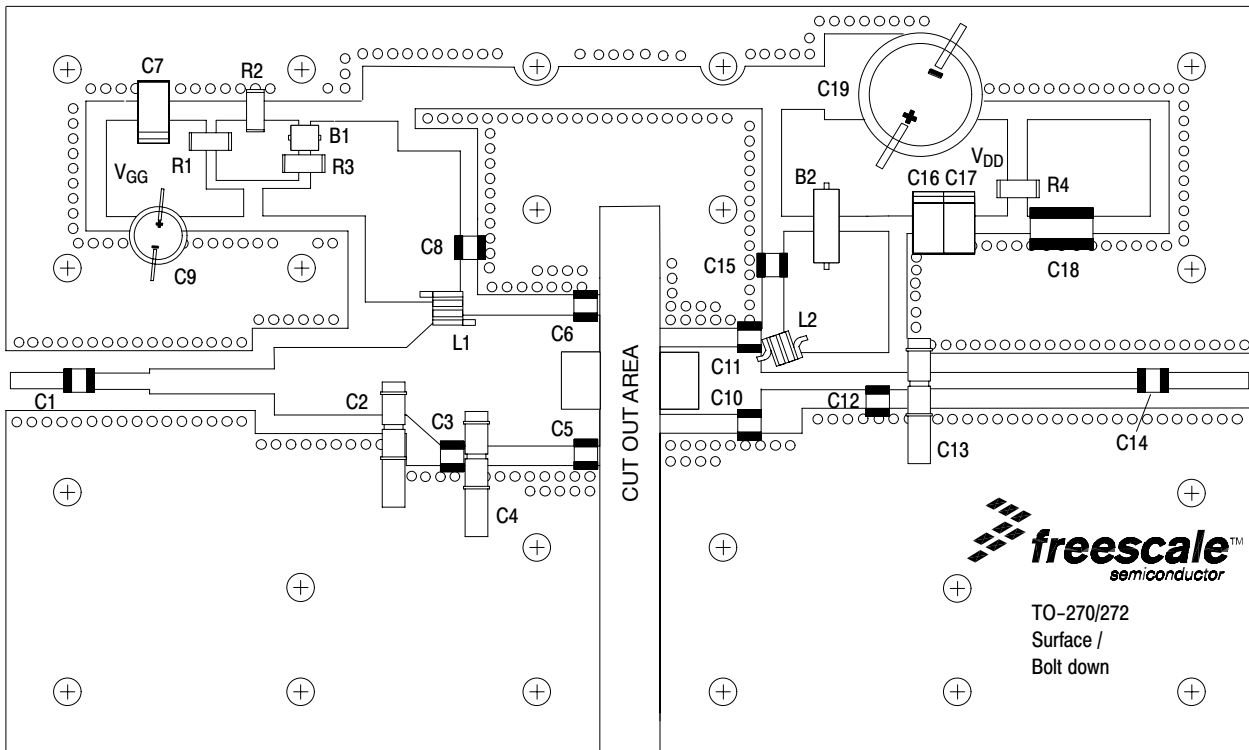 C7
R2
C19
B1
R1
R3
V_GG
V_DD
B2
C16 C17
R4
C8
C9
C15
C18
C6
L1
L2
C11
CUT OUT AREA
C1
C2
C3
C5
C10
C12
C14
C13
C4
freescale™
semiconductor
TO-270/272
Surface /
Bolt down